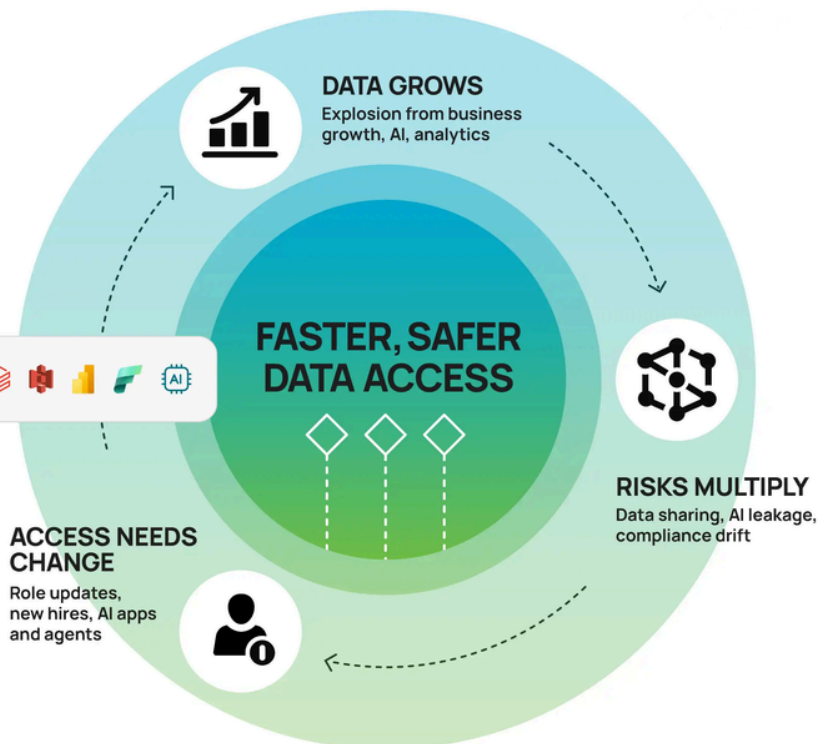 DATA GROWS
Explosion from business
growth, AI, analytics
FASTER, SAFER
DATA ACCESS
AI
RISKS MULTIPLY
Data sharing, AI leakage,
compliance drift
ACCESS NEEDS
CHANGE
Role updates,
new hires, AI apps
and agents